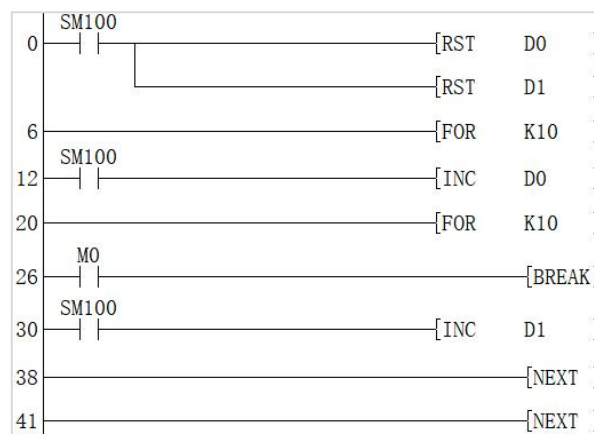 SM100
0 [RST D0 ]
[RST D1 ]
6 [FOR K10 ]
SM100
12 [INC D0 ]
20 [FOR K10 ]
M0
26 [BREAK ]
SM100
30 [INC D1 ]
38 [NEXT ]
41 [NEXT ]